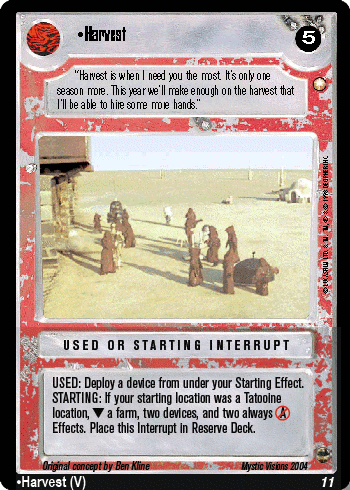 •Harvest
5
"Harvest is when I need you the most. It's only one
season more. This year we'll make enough on the harvest that
I'll be able to hire some more hands."
USED OR STARTING INTERRUPT
USED: Deploy a device from under your Starting Effect.
STARTING: If your starting location was a Tatooine
location, ▼ a farm, two devices, and two always Ⓐ
Effects. Place this Interrupt in Reserve Deck.
Original concept by Ben Kline Mystic Visions 2004
•Harvest (V) 11